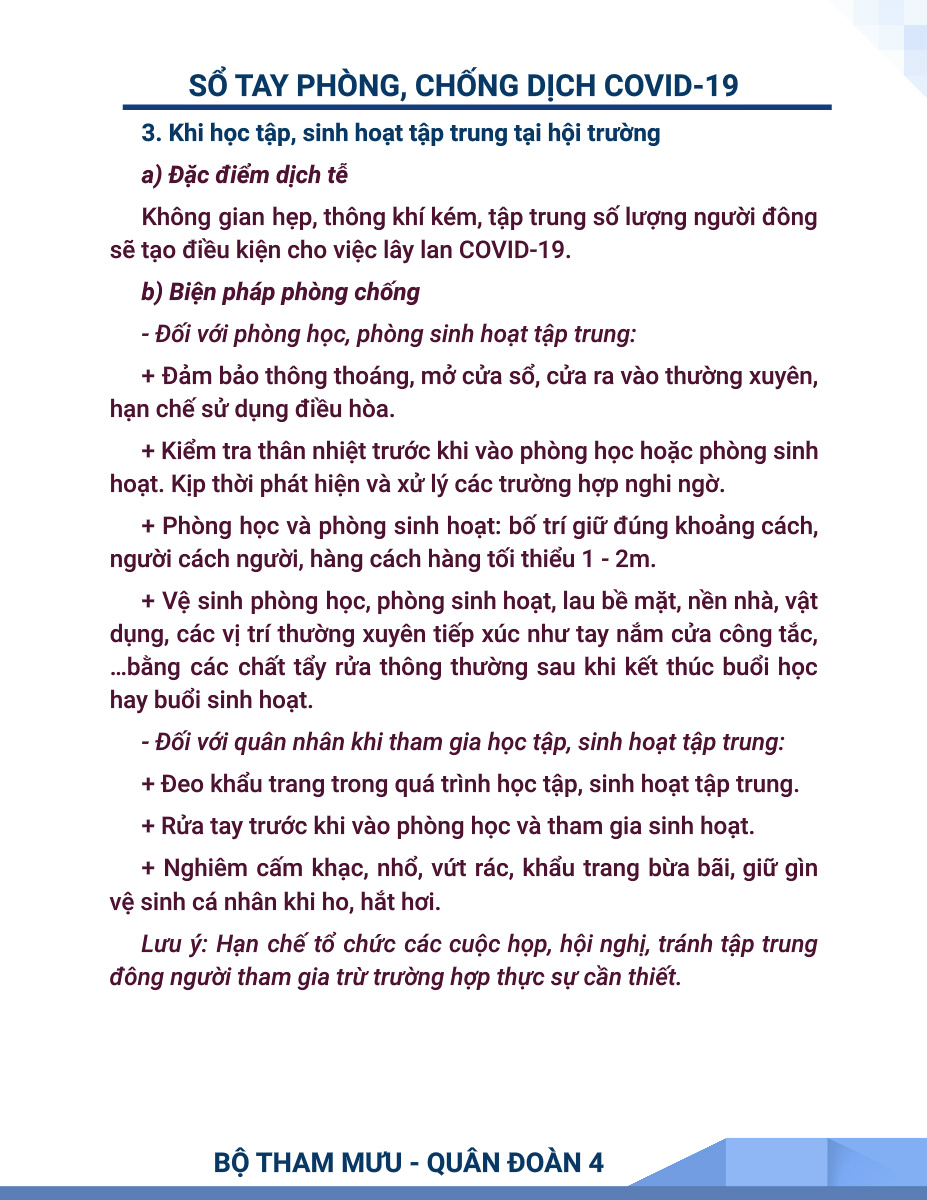 SỔ TAY PHÒNG, CHỐNG DỊCH COVID-19
3. Khi học tập, sinh hoạt tập trung tại hội trường
a) Đặc điểm dịch tễ
Không gian hẹp, thông khí kém, tập trung số lượng người đông
sẽ tạo điều kiện cho việc lây lan COVID-19.
b) Biện pháp phòng chống
- Đối với phòng học, phòng sinh hoạt tập trung:
+ Đảm bảo thông thoáng, mở cửa sổ, cửa ra vào thường xuyên,
hạn chế sử dụng điều hòa.
+ Kiểm tra thân nhiệt trước khi vào phòng học hoặc phòng sinh
hoạt. Kịp thời phát hiện và xử lý các trường hợp nghi ngờ.
+ Phòng học và phòng sinh hoạt: bố trí giữ đúng khoảng cách,
người cách người, hàng cách hàng tối thiểu 1 - 2m.
+ Vệ sinh phòng học, phòng sinh hoạt, lau bề mặt, nền nhà, vật
dụng, các vị trí thường xuyên tiếp xúc như tay nắm cửa công tắc,
...bằng các chất tẩy rửa thông thường sau khi kết thúc buổi học
hay buổi sinh hoạt.
- Đối với quân nhân khi tham gia học tập, sinh hoạt tập trung:
+ Đeo khẩu trang trong quá trình học tập, sinh hoạt tập trung.
+ Rửa tay trước khi vào phòng học và tham gia sinh hoạt.
+ Nghiêm cấm khạc, nhổ, vứt rác, khẩu trang bừa bãi, giữ gìn
vệ sinh cá nhân khi ho, hắt hơi.
Lưu ý: Hạn chế tổ chức các cuộc họp, hội nghị, tránh tập trung
đông người tham gia trừ trường hợp thực sự cần thiết.
BỘ THAM MƯU - QUÂN ĐOÀN 4